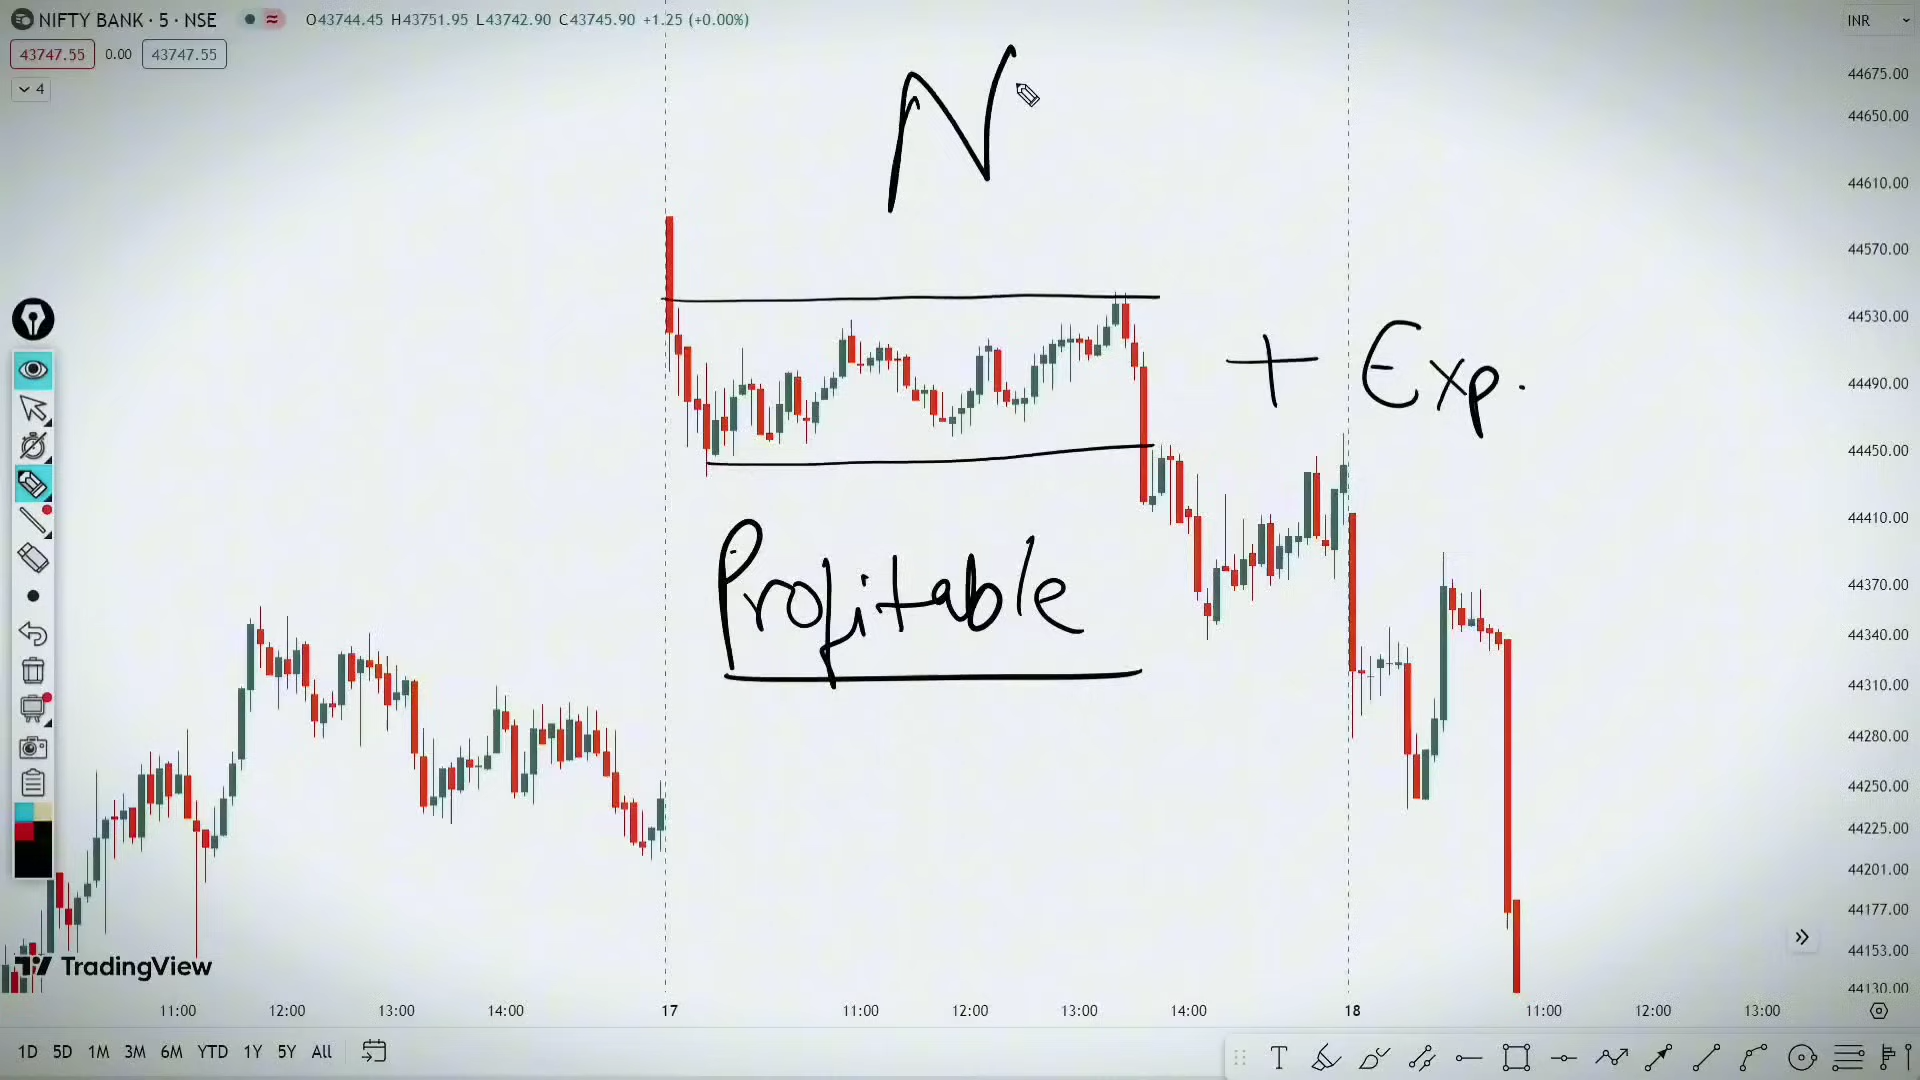 NIFTY BANK · 5 · NSE O43744.45 H43751.95 L43742.90 C43745.90 +1.25 (+0.00%)
INR
43747.55 0.00 43747.55
4
N
+ Exp.
Profitable
44675.00
44650.00
44610.00
44570.00
44530.00
44490.00
44450.00
44410.00
44370.00
44340.00
44310.00
44280.00
44250.00
44225.00
44201.00
44177.00
44153.00
44130.00
TradingView
11:00 12:00 13:00 14:00 17 11:00 12:00 13:00 14:00 18 11:00 12:00 13:00
1D 5D 1M 3M 6M YTD 1Y 5Y All